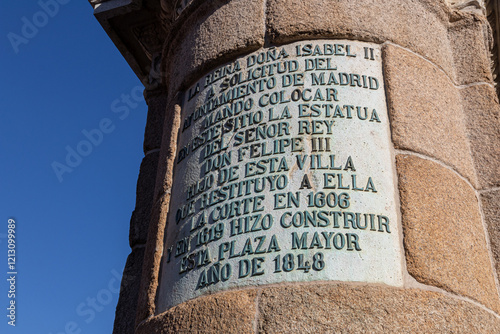 LA REINA DOÑA ISABEL II
A SOLICITUD DEL
AYUNTAMIENTO DE MADRID
MANDO COLOCAR
EN ESTE SITIO LA ESTATUA
DEL SEÑOR REY
DON FELIPE III
HIJO DE ESTA VILLA
QUE RESTITUYO A ELLA
LA CORTE EN 1606
Y EN 1619 HIZO CONSTRUIR
ESTA PLAZA MAYOR
AÑO DE 1848